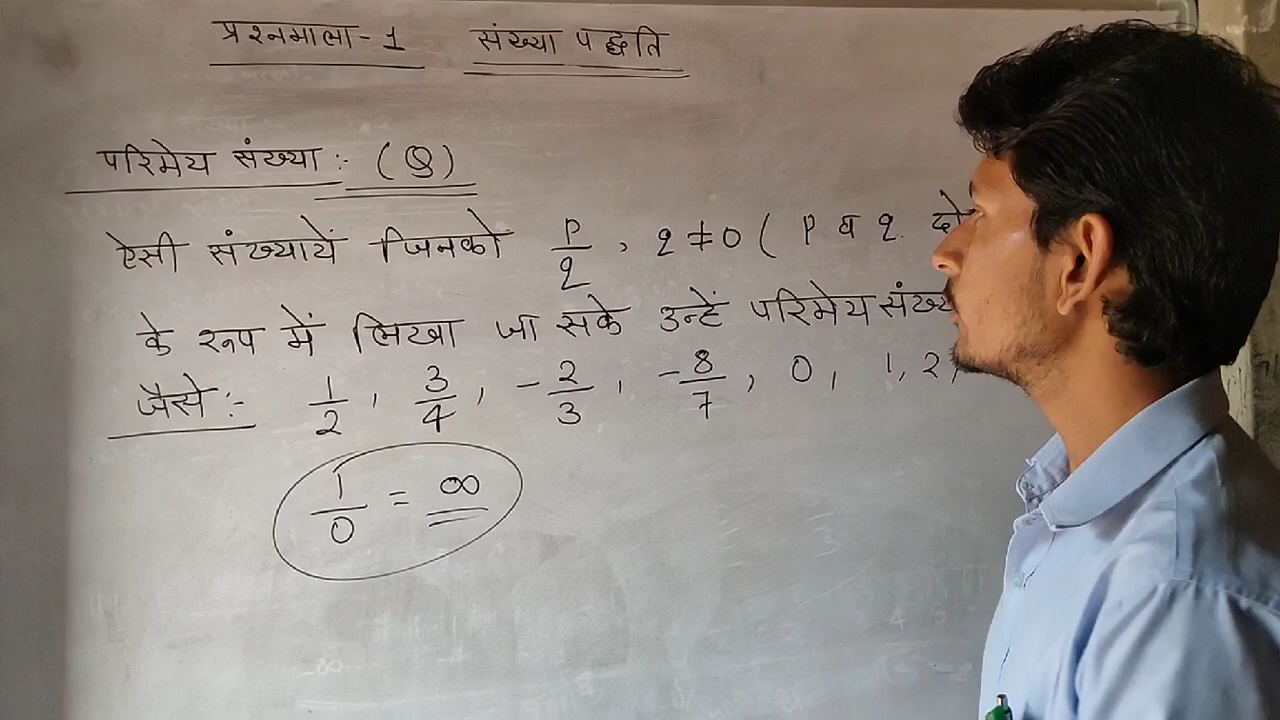 प्रश्नमाला-1 संख्या पद्धति
परिमेय संख्या :- (Q)
ऐसी संख्यायें जिनको p/q , q ≠ 0 ( p व q
के रूप में लिखा जा सके उन्हें परिमेय
जैसे :- 1/2 , 3/4 , -2/3 , -8/7 , 0 , 1, 2,
1/0 = ∞